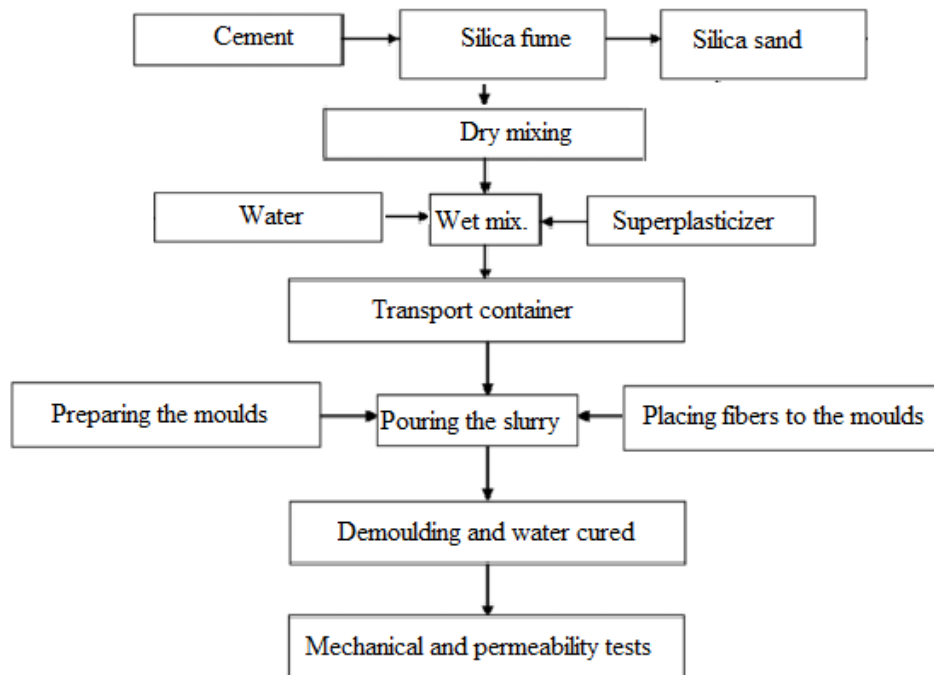 Cement
Silica fume
Silica sand
Dry mixing
Water
Wet mix.
Superplasticizer
Transport container
Preparing the moulds
Pouring the slurry
Placing fibers to the moulds
Demoulding and water cured
Mechanical and permeability tests